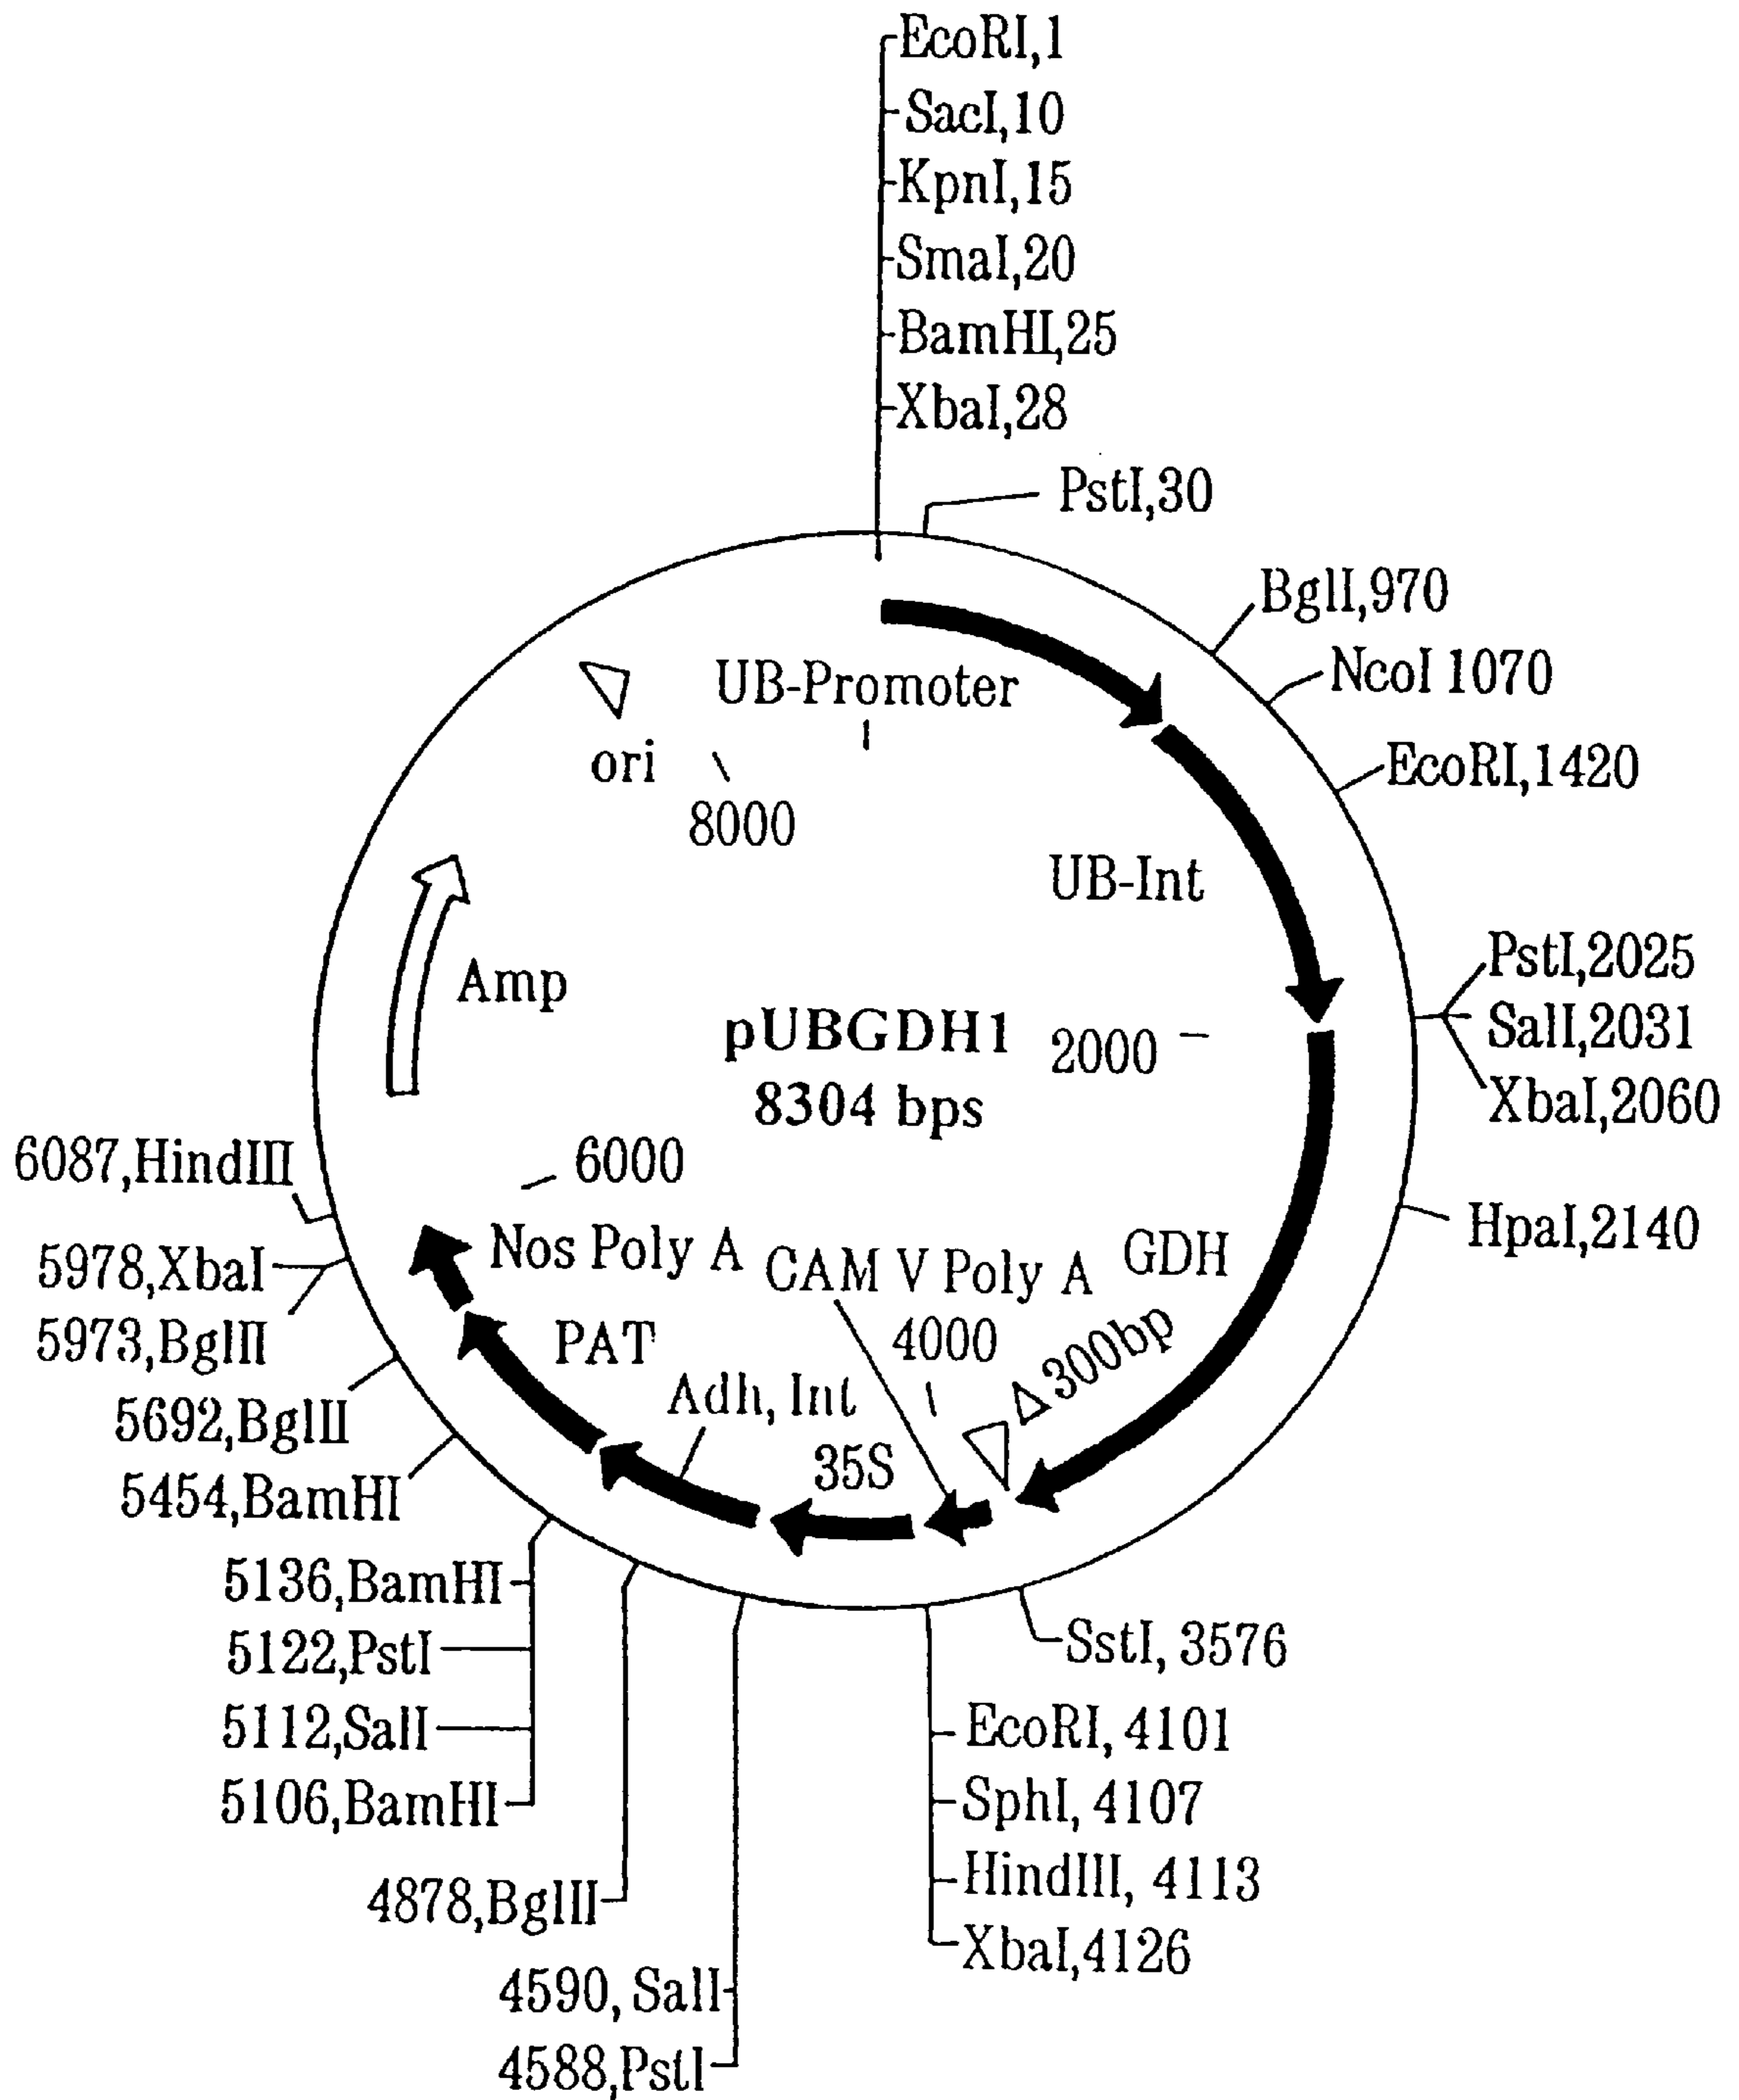 EcoRI,1
SacI,10
KpnI,15
SmaI,20
BamHI,25
XbaI,28
PstI,30
BglI,970
NcoI 1070
EcoRI,1420
PstI,2025
SalI,2031
XbaI,2060
HpaI,2140
SstI, 3576
EcoRI, 4101
SphI, 4107
HindIII, 4113
XbaI,4126
4588,PstI
4590, SalI
4878,BglII
5106,BamHI
5112,SalI
5122,PstI
5136,BamHI
5454,BamHI
5692,BglII
5973,BglII
5978,XbaI
6087,HindIII
UB-Promoter
ori
8000
UB-Int
Amp
pUBGDH1
8304 bps
2000
6000
Nos Poly A
CAM V Poly A
GDH
Δ300bp
4000
PAT
Adh, Int
35S